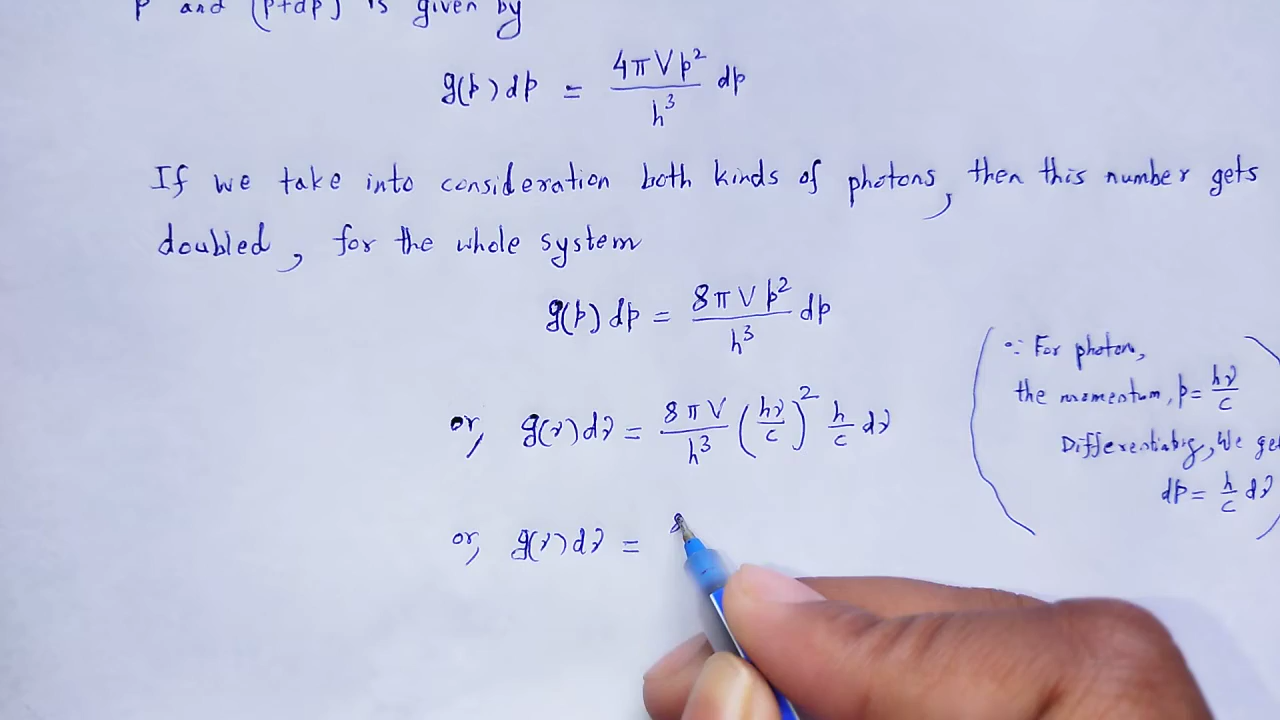 p and (p+dp) is given by
g(p) dp = 4πVp²/h³ dp
If we take into consideration both kinds of photons, then this number gets
doubled, for the whole system
g(p) dp = 8πVp²/h³ dp
∵ For photon,
the momentum, p = hν/c
Differentiating, We get
dp = h/c dν
or, g(ν)dν = 8πV/h³ (hν/c)² h/c dν
or, g(ν)dν = 8